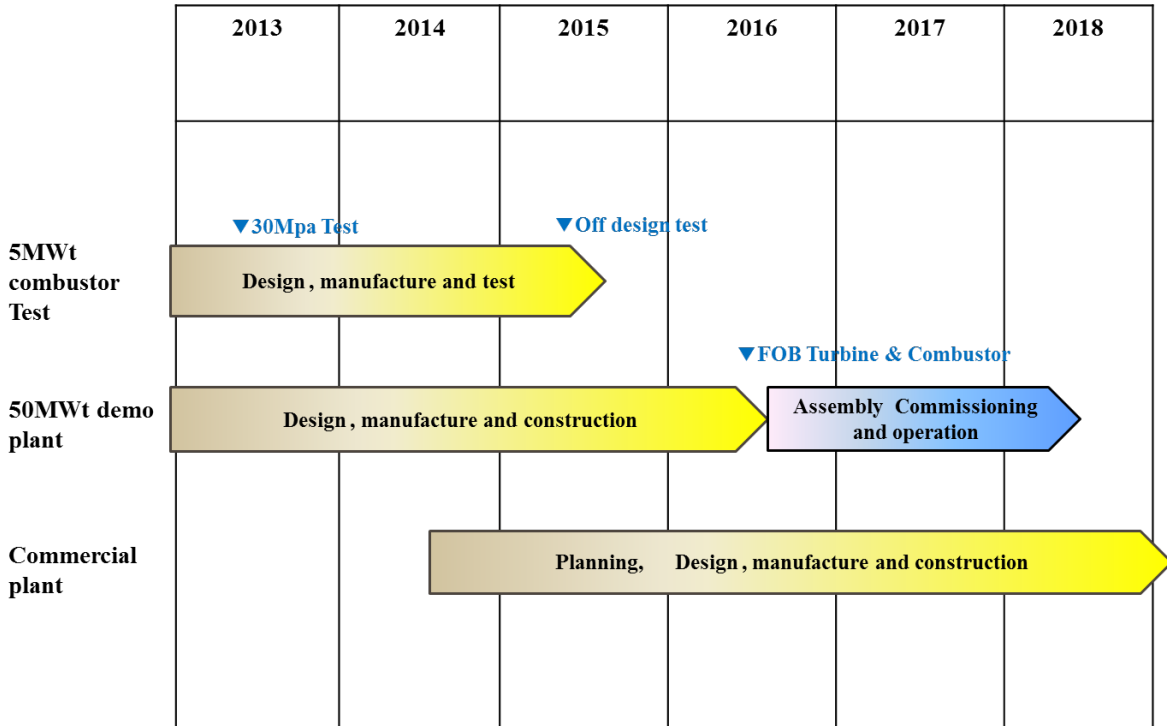 2013 2014 2015 2016 2017 2018
▼30Mpa Test
▼Off design test
5MWt
combustor
Test
Design , manufacture and test
▼FOB Turbine & Combustor
50MWt demo
plant
Design , manufacture and construction
Assembly Commissioning
and operation
Commercial
plant
Planning, Design , manufacture and construction